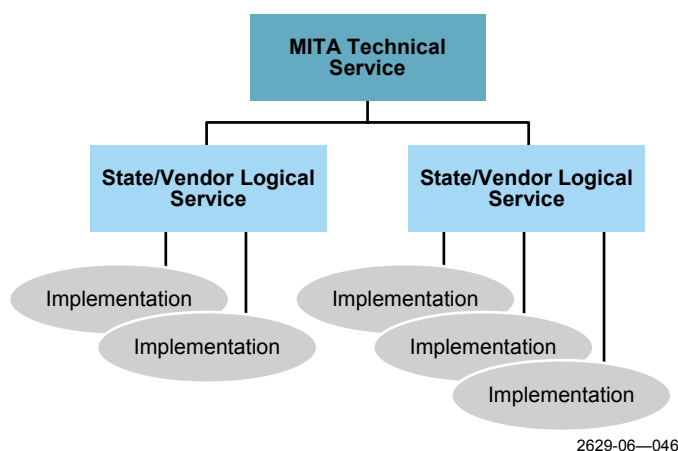 MITA Technical
Service
State/Vendor Logical
Service
State/Vendor Logical
Service
Implementation
Implementation
Implementation
Implementation
Implementation
2629-06—046